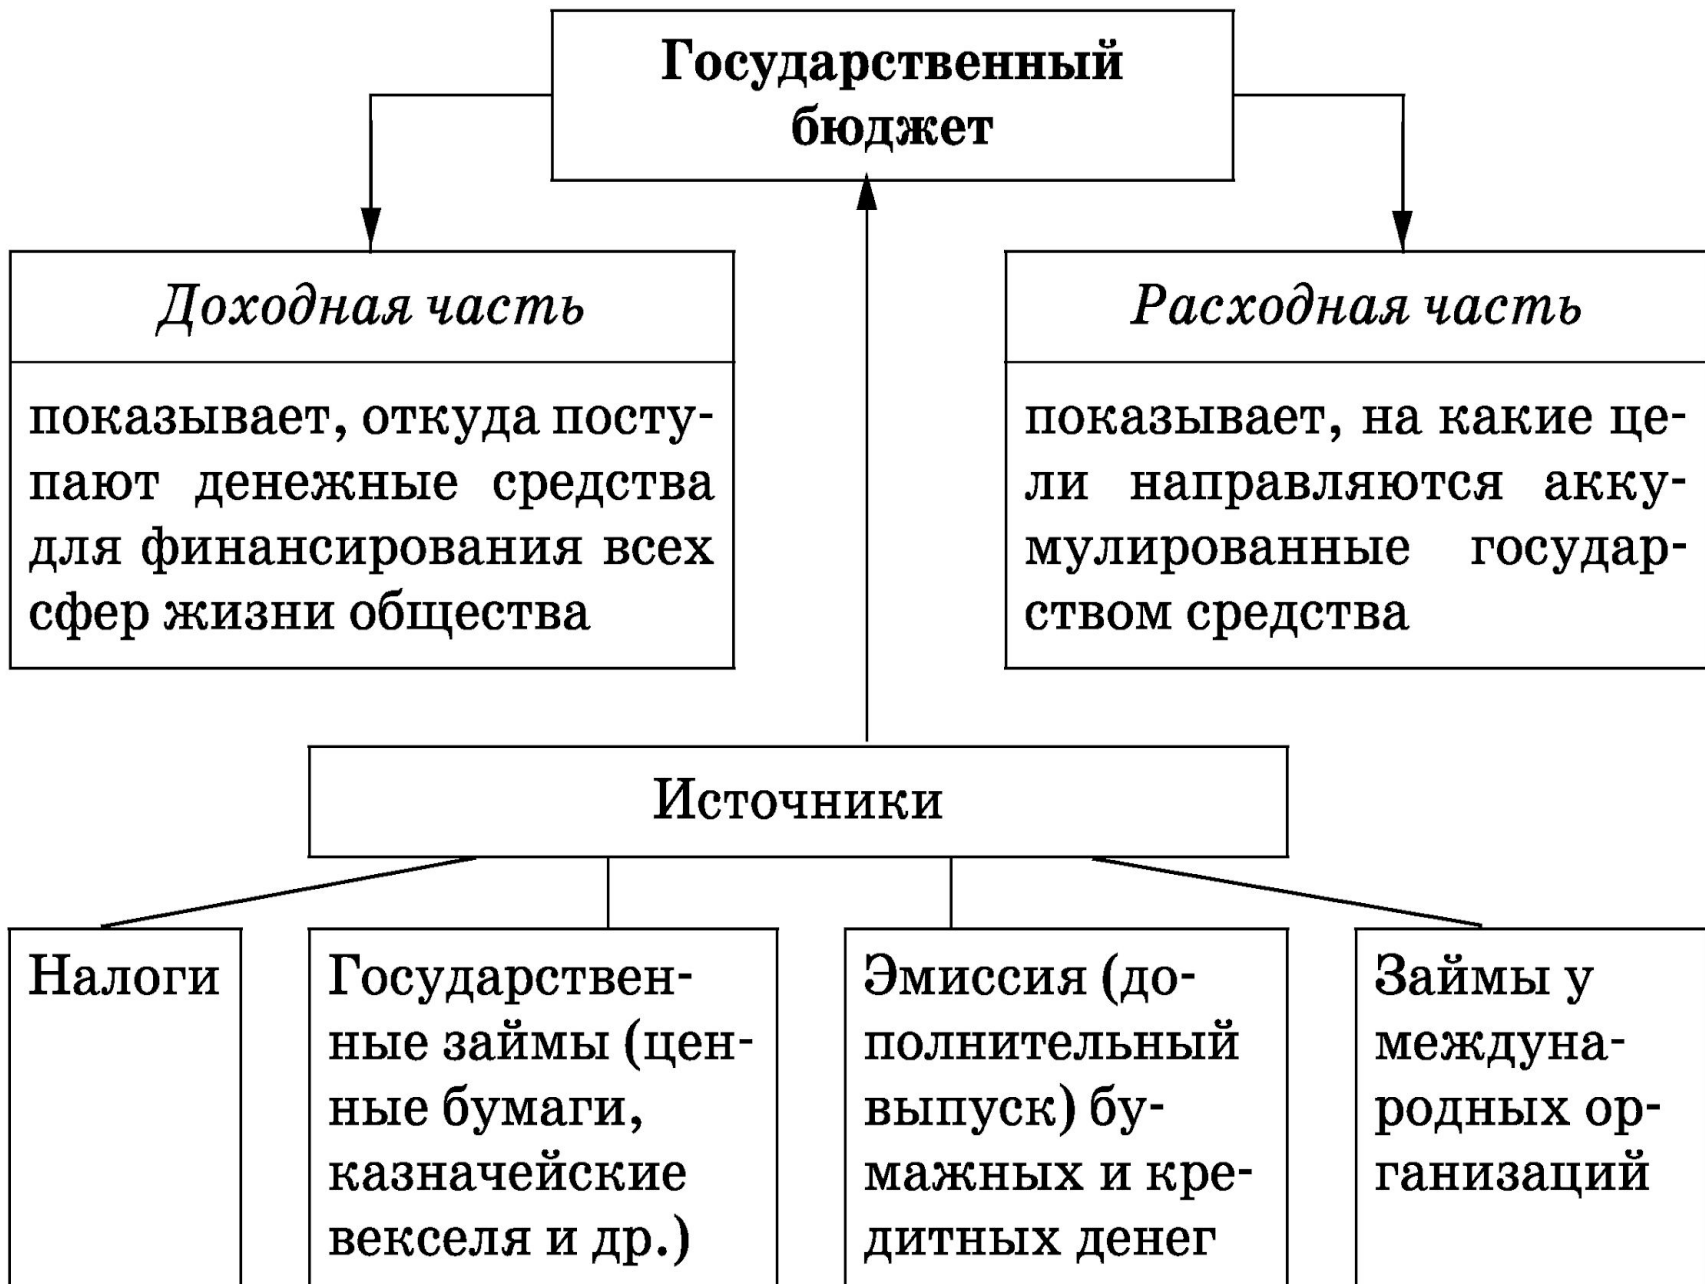 Государственный
бюджет
Доходная часть
показывает, откуда посту-
пают денежные средства
для финансирования всех
сфер жизни общества
Расходная часть
показывает, на какие це-
ли направляются акку-
мулированные государ-
ством средства
Источники
Налоги
Государствен-
ные займы (цен-
ные бумаги,
казначейские
векселя и др.)
Эмиссия (до-
полнительный
выпуск) бу-
мажных и кре-
дитных денег
Займы у
междуна-
родных ор-
ганизаций